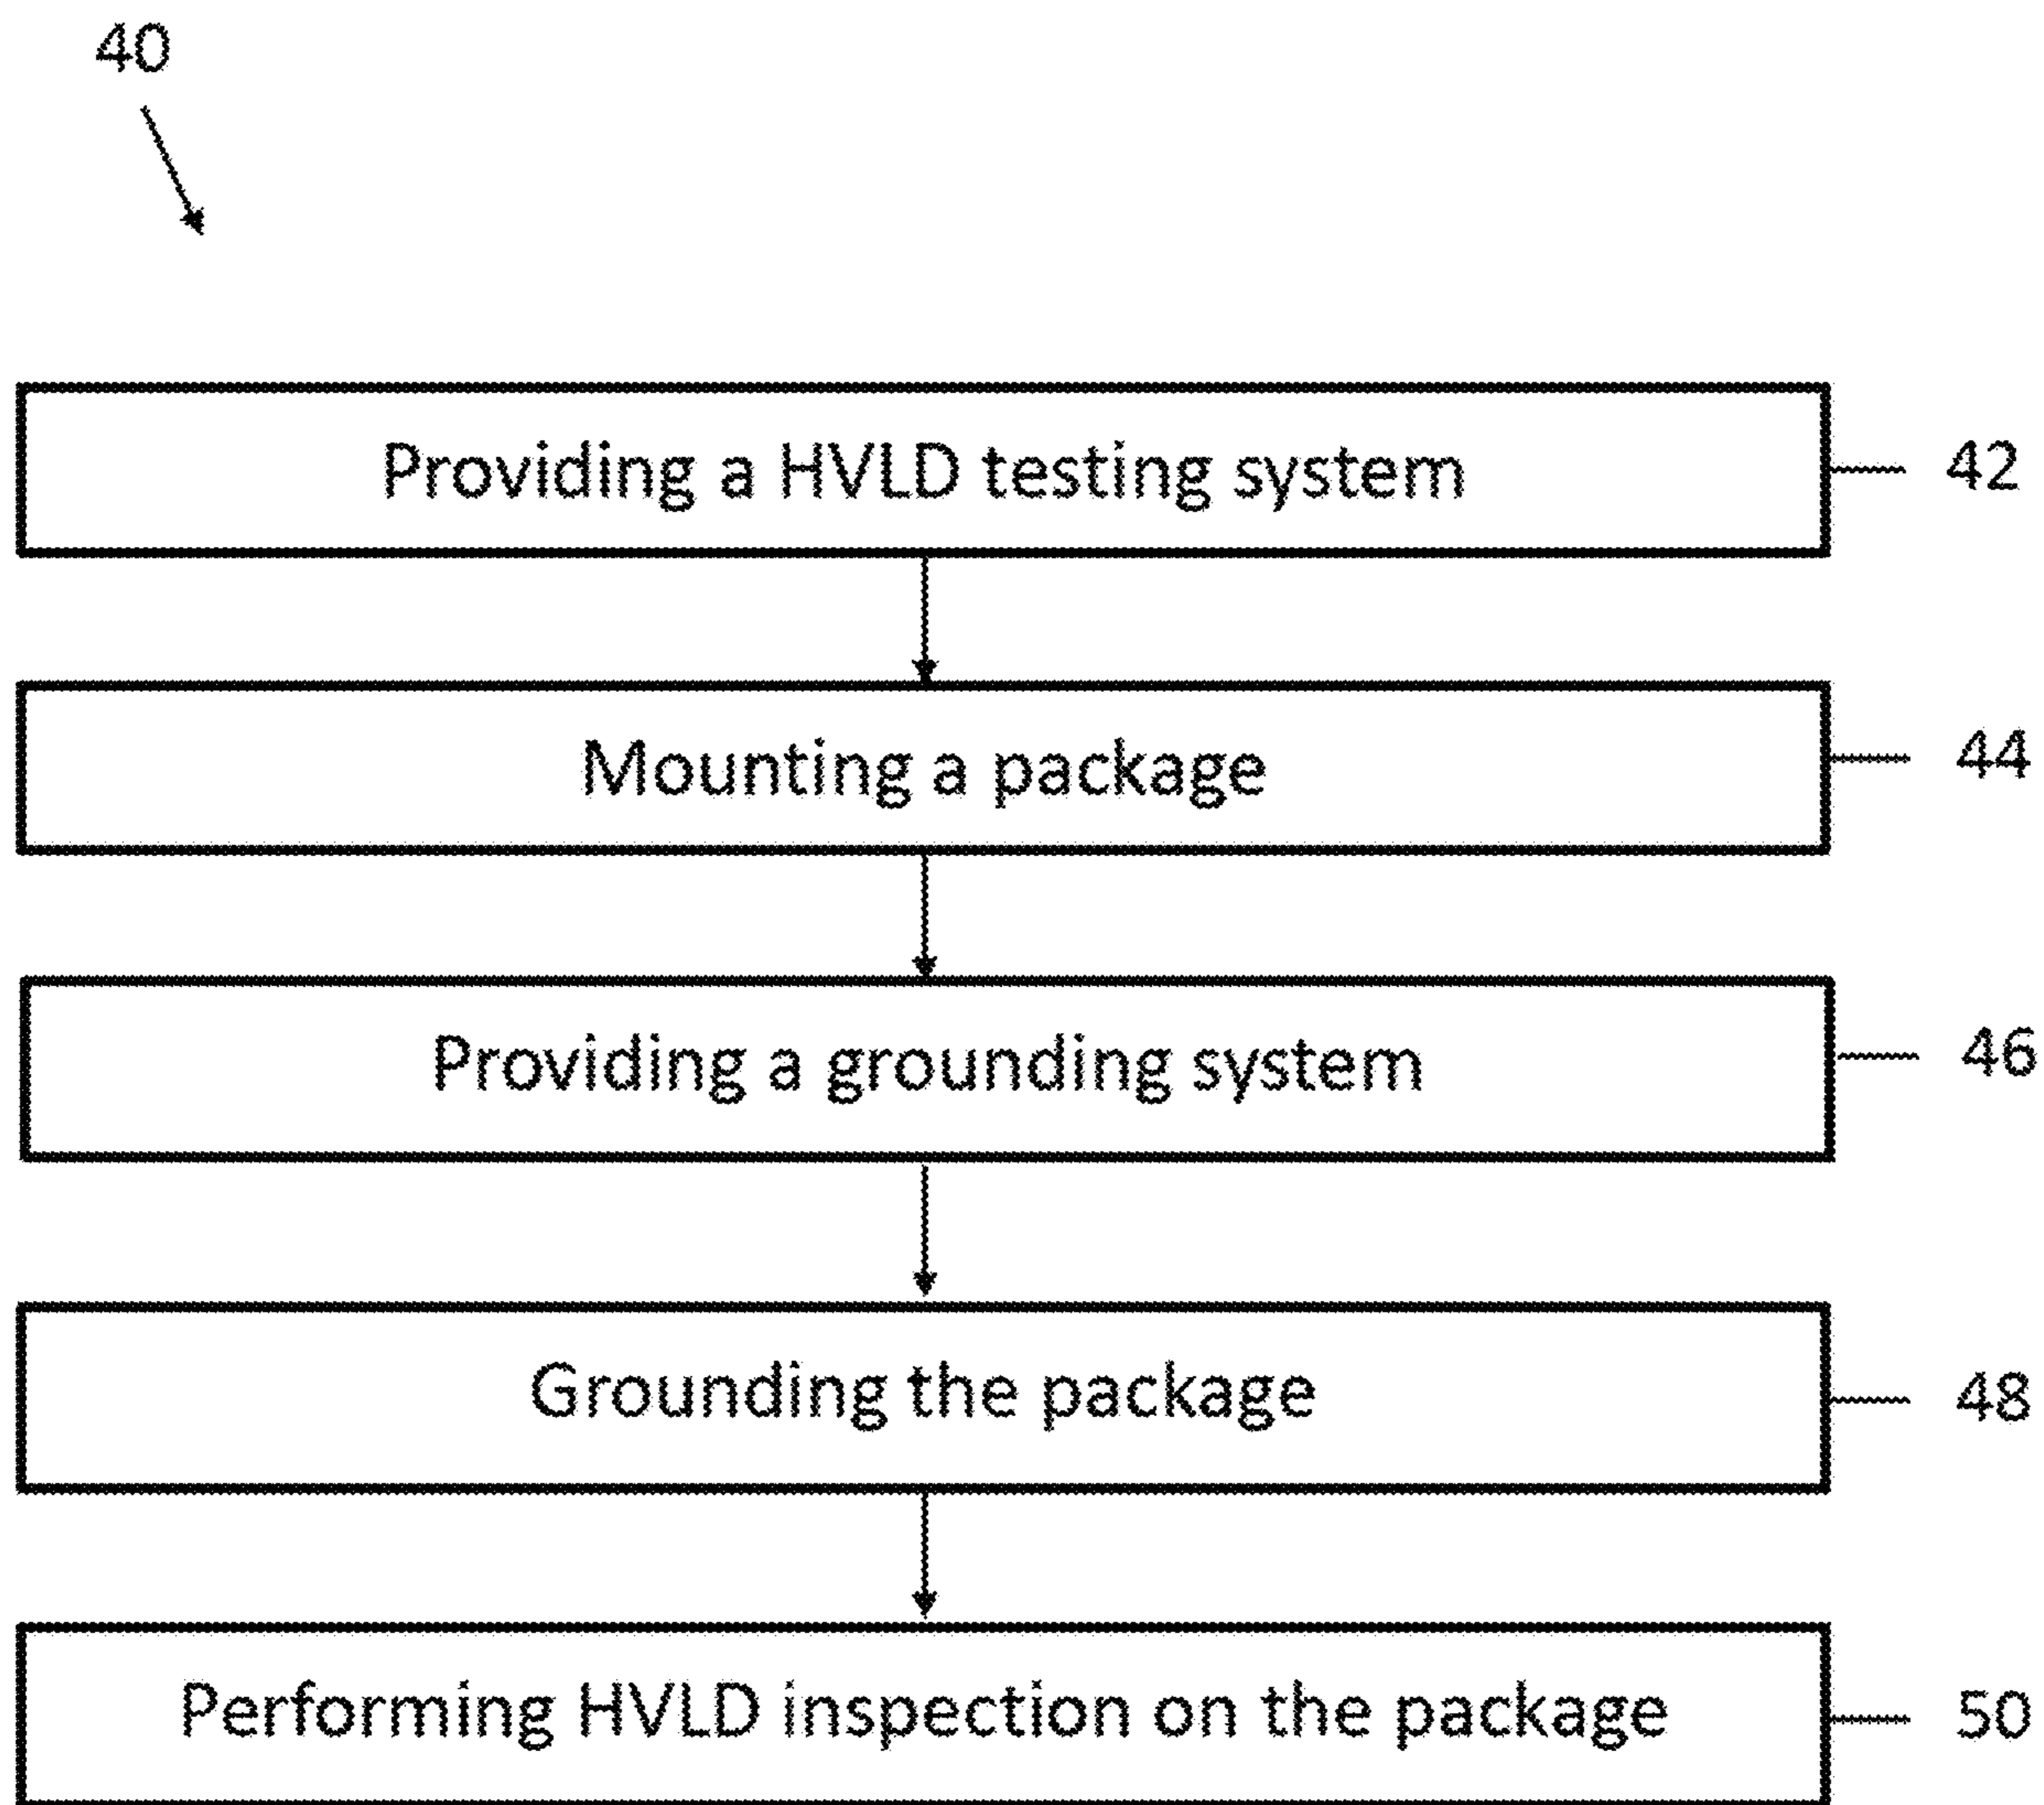 40
Providing a HVLD testing system 42
Mounting a package 44
Providing a grounding system 46
Grounding the package 48
Performing HVLD inspection on the package 50